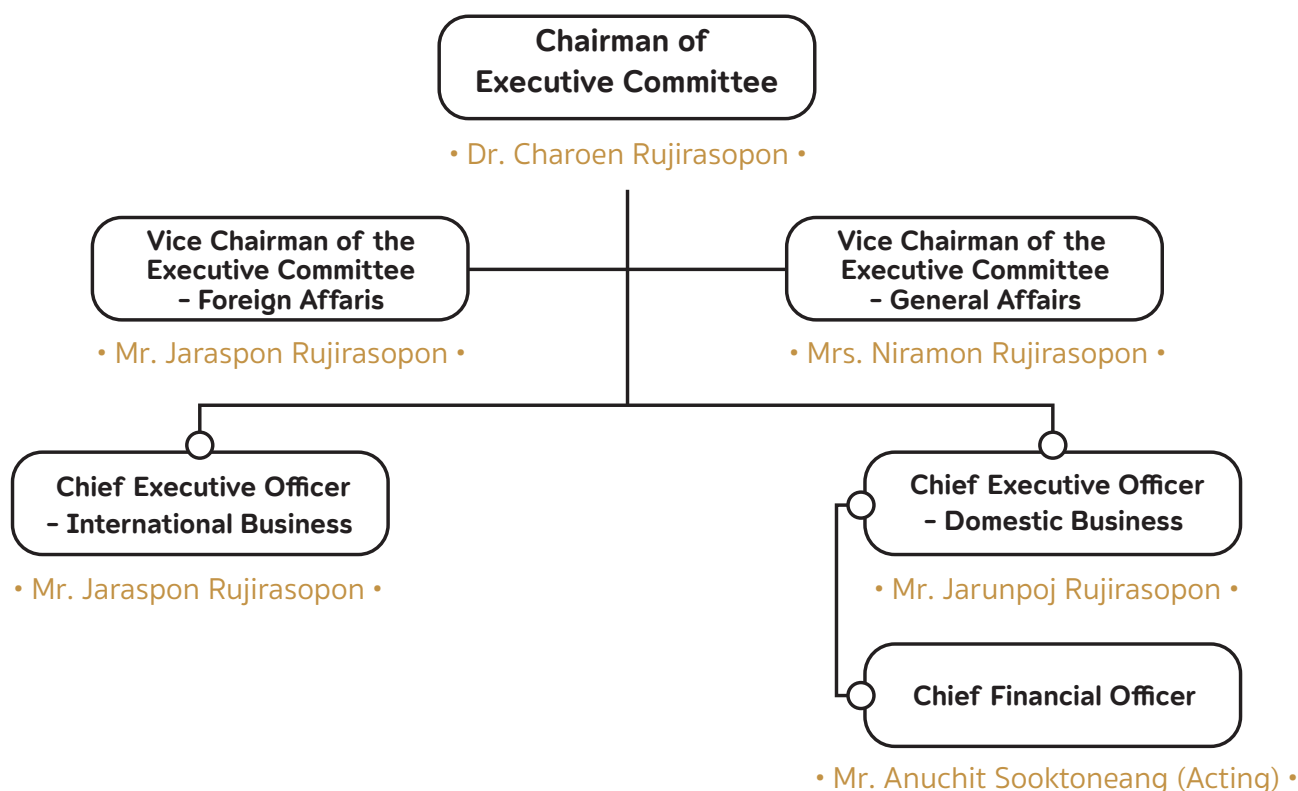 Chairman of
Executive Committee
• Dr. Charoen Rujirasopon •
Vice Chairman of the
Executive Committee
– Foreign Affaris
• Mr. Jaraspon Rujirasopon •
Vice Chairman of the
Executive Committee
– General Affairs
• Mrs. Niramon Rujirasopon •
Chief Executive Officer
– International Business
• Mr. Jaraspon Rujirasopon •
Chief Executive Officer
– Domestic Business
• Mr. Jarunpoj Rujirasopon •
Chief Financial Officer
• Mr. Anuchit Sooktoneang (Acting) •